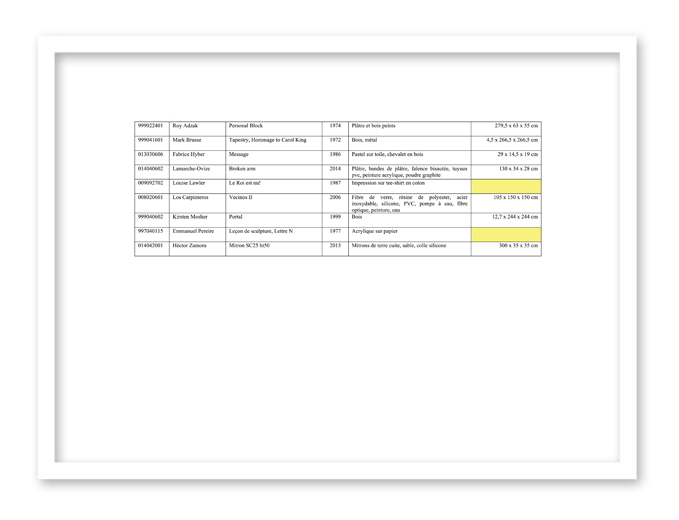 999022401 Roy Adzak Personal Block 1974 Plâtre et bois peints 279,5 x 63 x 55 cm
999041601 Mark Brusse Tapestry, Hommage to Carol King 1972 Bois, métal 4,5 x 266,5 x 266,5 cm
013030606 Fabrice Hyber Message 1986 Pastel sur toile, chevalet en bois 29 x 14,5 x 19 cm
014040602 Lamarche-Ovize Broken arm 2014 Plâtre, bandes de plâtre, faïence biseautée, tuyaux 130 x 34 x 28 cm
pvc, peinture acrylique, poudre graphite
009992702 Louise Lawler Le Roi est nu! 1987 Impression sur tee-shirt en coton
008020601 Los Carpinteros Vecinos II 2006 Fibre de verre, résine de polyester, acier 105 x 150 x 150 cm
inoxydable, silicone, PVC, pompe à eau, fibre
optique, peinture, eau
999040602 Kirsten Mosher Portal 1999 Bois 12,7 x 244 x 244 cm
997040115 Emmanuel Pereire Leçon de sculpture, Lettre N 1977 Acrylique sur papier
014042001 Héctor Zamora Mitron SC25 ht50 2013 Mitrons de terre cuite, sable, colle silicone 300 x 35 x 35 cm